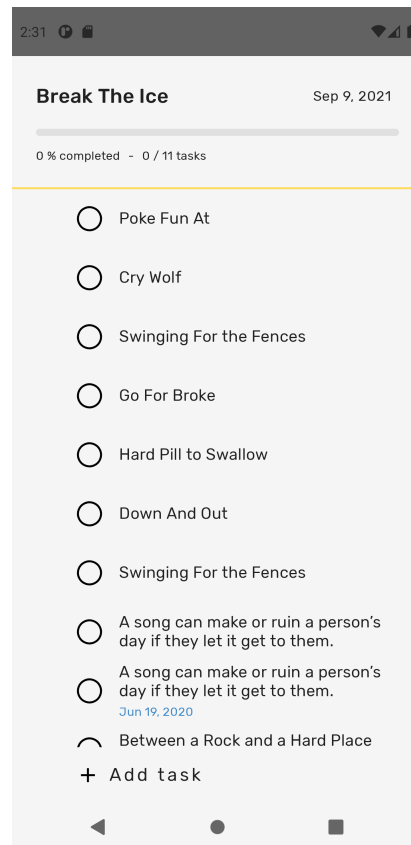 2:31
Break The Ice
Sep 9, 2021
0 % completed - 0 / 11 tasks
Poke Fun At
Cry Wolf
Swinging For the Fences
Go For Broke
Hard Pill to Swallow
Down And Out
Swinging For the Fences
A song can make or ruin a person’s
day if they let it get to them.
A song can make or ruin a person’s
day if they let it get to them.
Jun 19, 2020
Between a Rock and a Hard Place
+ Add task